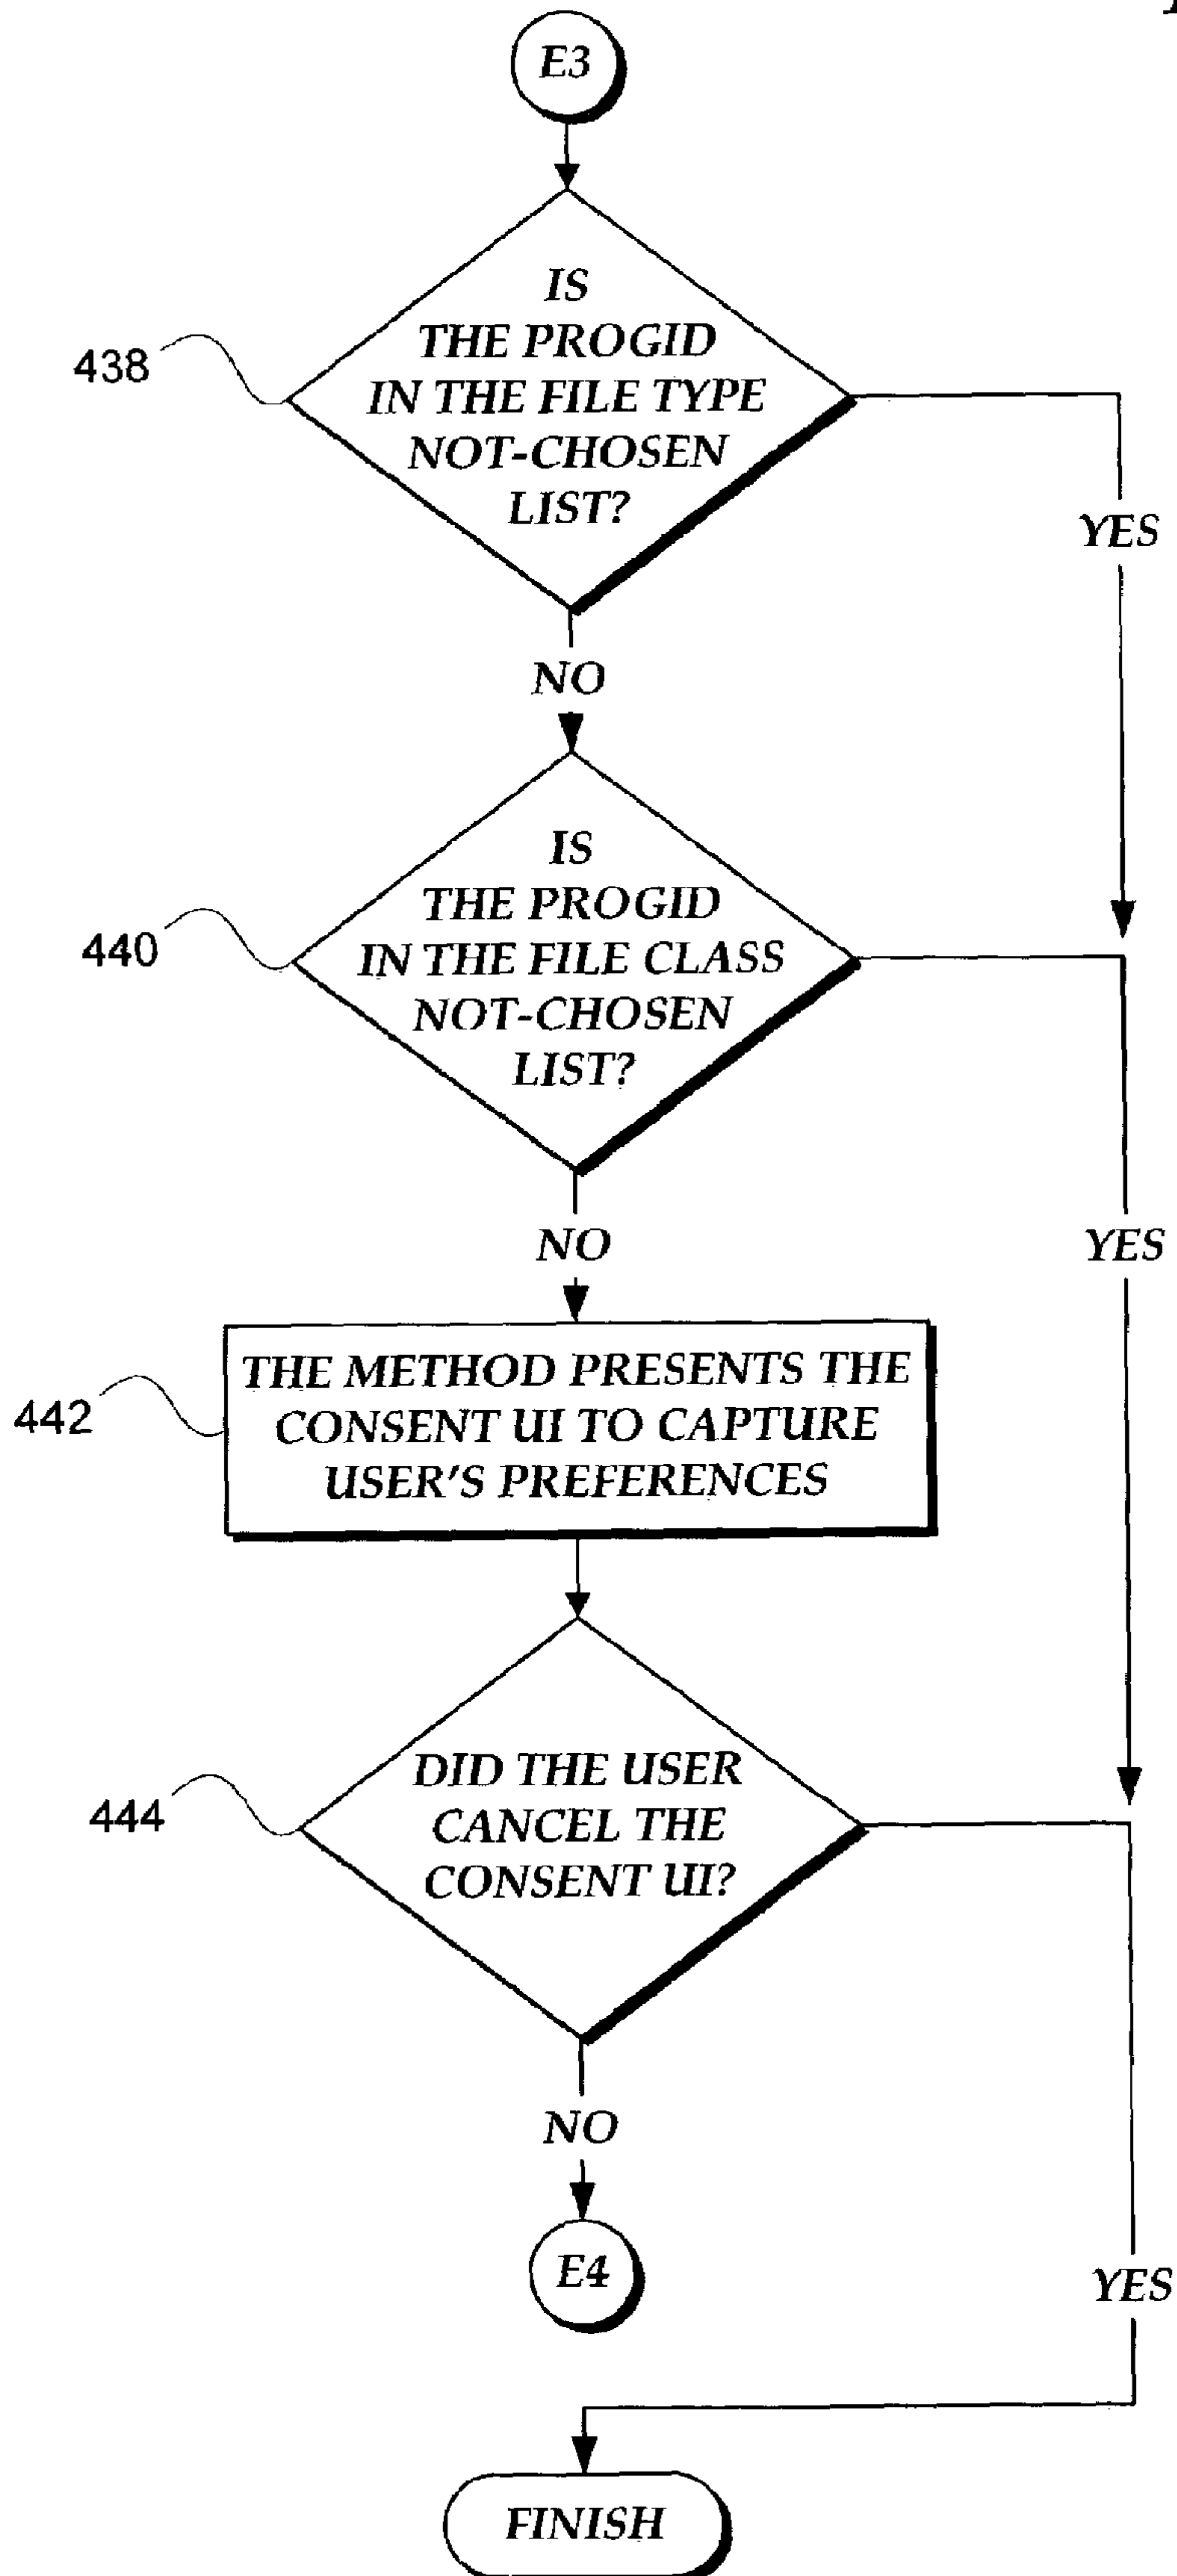 E3
IS
THE PROGID
IN THE FILE TYPE
NOT-CHOSEN
LIST?
438
YES
NO
IS
THE PROGID
IN THE FILE CLASS
NOT-CHOSEN
LIST?
440
YES
NO
THE METHOD PRESENTS THE
CONSENT UI TO CAPTURE
USER'S PREFERENCES
442
DID THE USER
CANCEL THE
CONSENT UI?
444
NO
E4
YES
FINISH